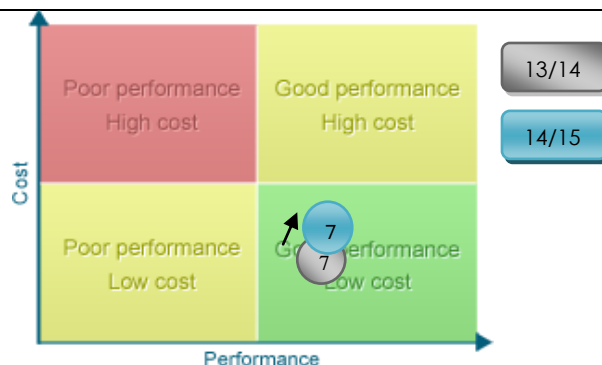 Poor performance
High cost
Good performance
High cost
13/14
14/15
Cost
Poor performance
Low cost
performance
Low cost
7
7
Performance